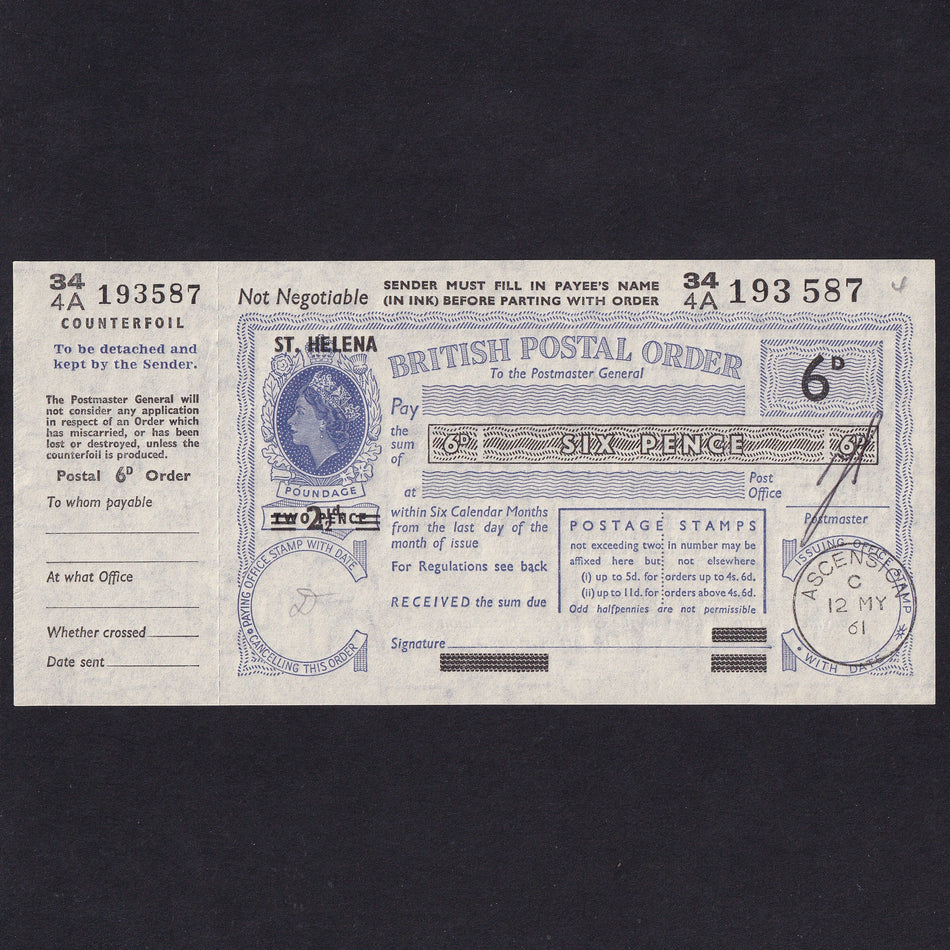 34
4A 193587
COUNTERFOIL
To be detached and
kept by the Sender.
The Postmaster General will
not consider any application
in respect of an Order which
has miscarried, or has been
lost or destroyed, unless the
counterfoil is produced.
Postal 6D Order
To whom payable
At what Office
Whether crossed
Date sent
Not Negotiable
SENDER MUST FILL IN PAYEE'S NAME
(IN INK) BEFORE PARTING WITH ORDER
34
4A 193 587
ST. HELENA
BRITISH POSTAL ORDER
To the Postmaster General
6D
Pay
the
sum
of
6D SIX PENCE 6D
POUNDAGE
TWO PENCE
2½d
at
Post
Office
Postmaster
within Six Calendar Months
from the last day of the
month of issue
For Regulations see back
RECEIVED the sum due
Signature
POSTAGE STAMPS
not exceeding two in number may be
affixed here but not elsewhere
(i) up to 5d. for orders up to 4s. 6d.
(ii) up to 11d. for orders above 4s. 6d.
Odd halfpennies are not permissible
PAYING OFFICE STAMP WITH DATE
CANCELLING THIS ORDER
ISSUING OFFICE STAMP
WITH DATE
ASCENSION
C
12 MY
61